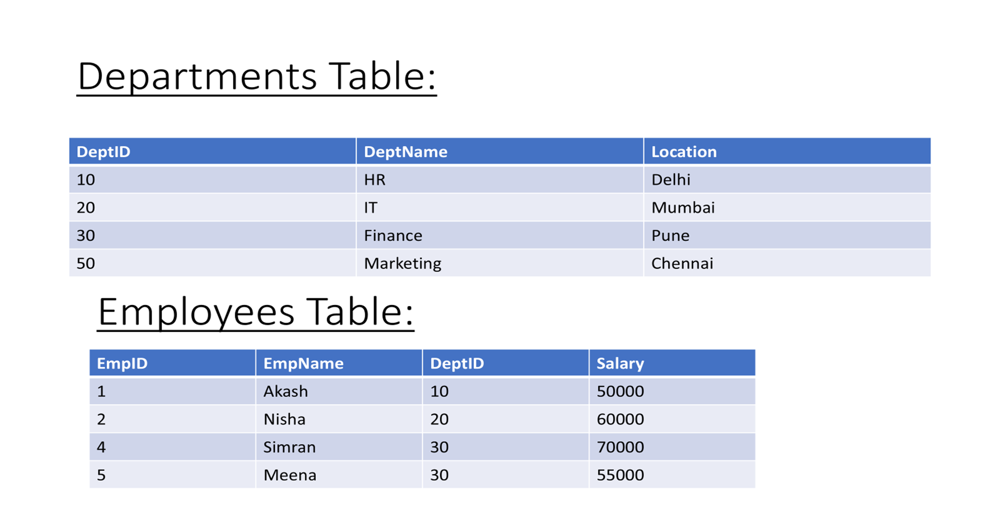 Departments Table:
DeptID DeptName Location
10 HR Delhi
20 IT Mumbai
30 Finance Pune
50 Marketing Chennai
Employees Table:
EmpID EmpName DeptID Salary
1 Akash 10 50000
2 Nisha 20 60000
4 Simran 30 70000
5 Meena 30 55000